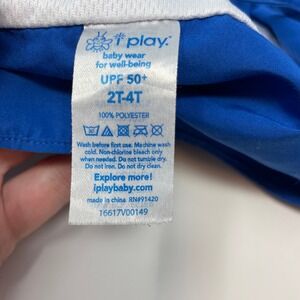 i play.
baby wear
for well-being
UPF 50+
2T-4T
100% POLYESTER
Wash before first use. Machine wash
cold. Non-chlorine bleach only
when needed. Do not tumble dry.
Do not iron. Do not dry clean.
Explore more!
iplaybaby.com
made in china RN#91420
16617V00149